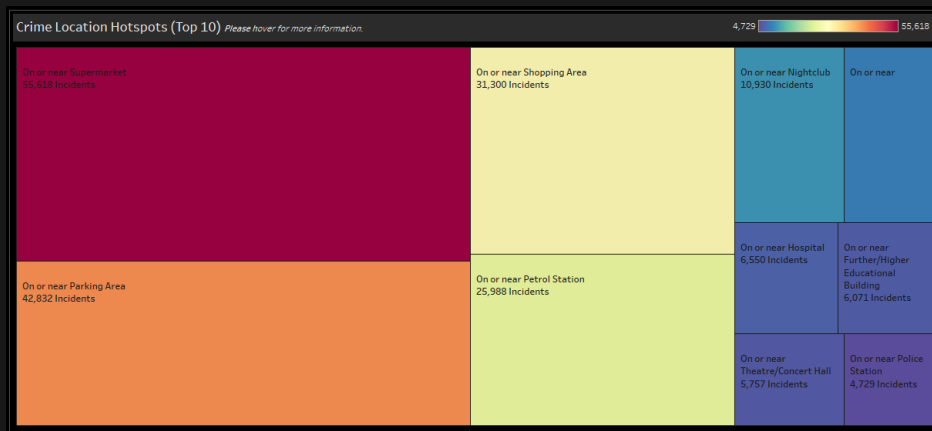 Crime Location Hotspots (Top 10) Please hover for more information.
4,729 55,618
On or near Supermarket
55,618 Incidents
On or near Parking Area
42,832 Incidents
On or near Shopping Area
31,300 Incidents
On or near Petrol Station
25,988 Incidents
On or near Nightclub
10,930 Incidents
On or near
On or near Hospital
6,550 Incidents
On or near
Further/Higher
Educational
Building
6,071 Incidents
On or near
Theatre/Concert Hall
5,757 Incidents
On or near Police
Station
4,729 Incidents